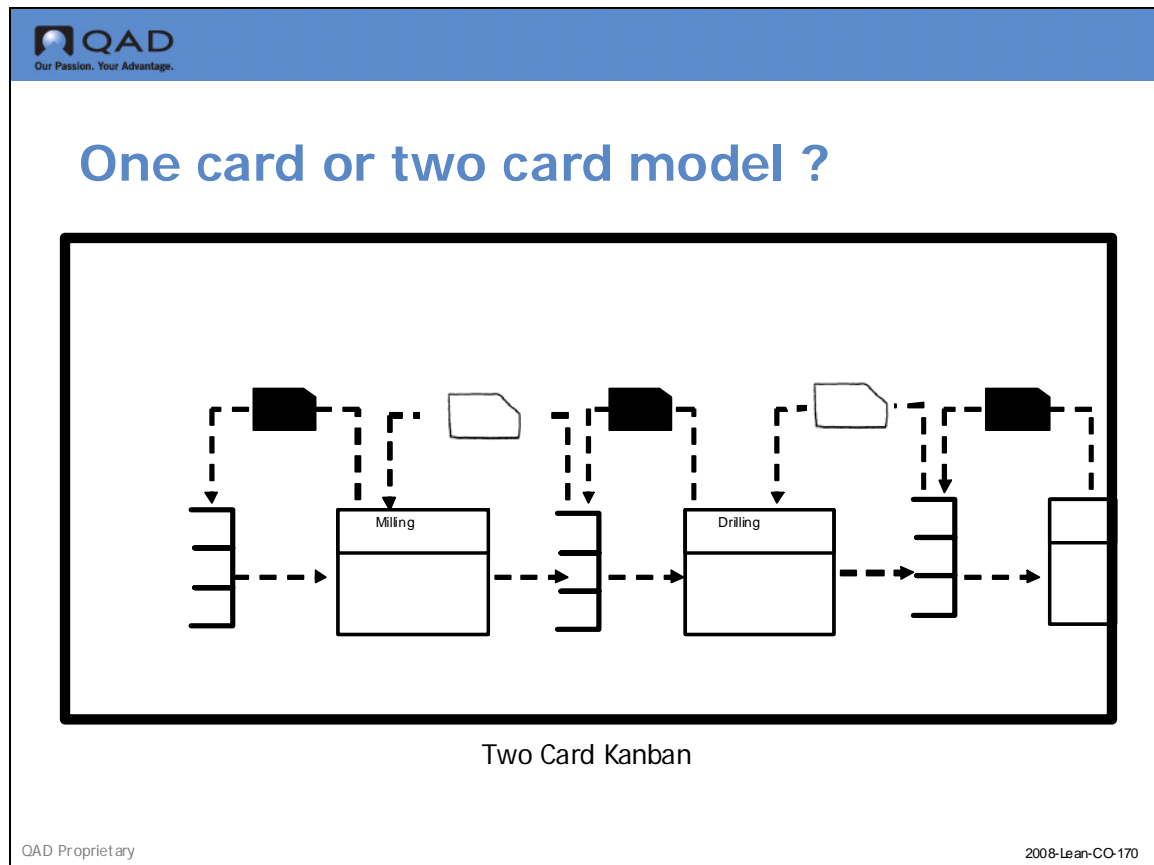 QAD
Our Passion. Your Advantage.
One card or two card model ?
Milling
Drilling
Two Card Kanban
QAD Proprietary
2008-Lean-CO-170